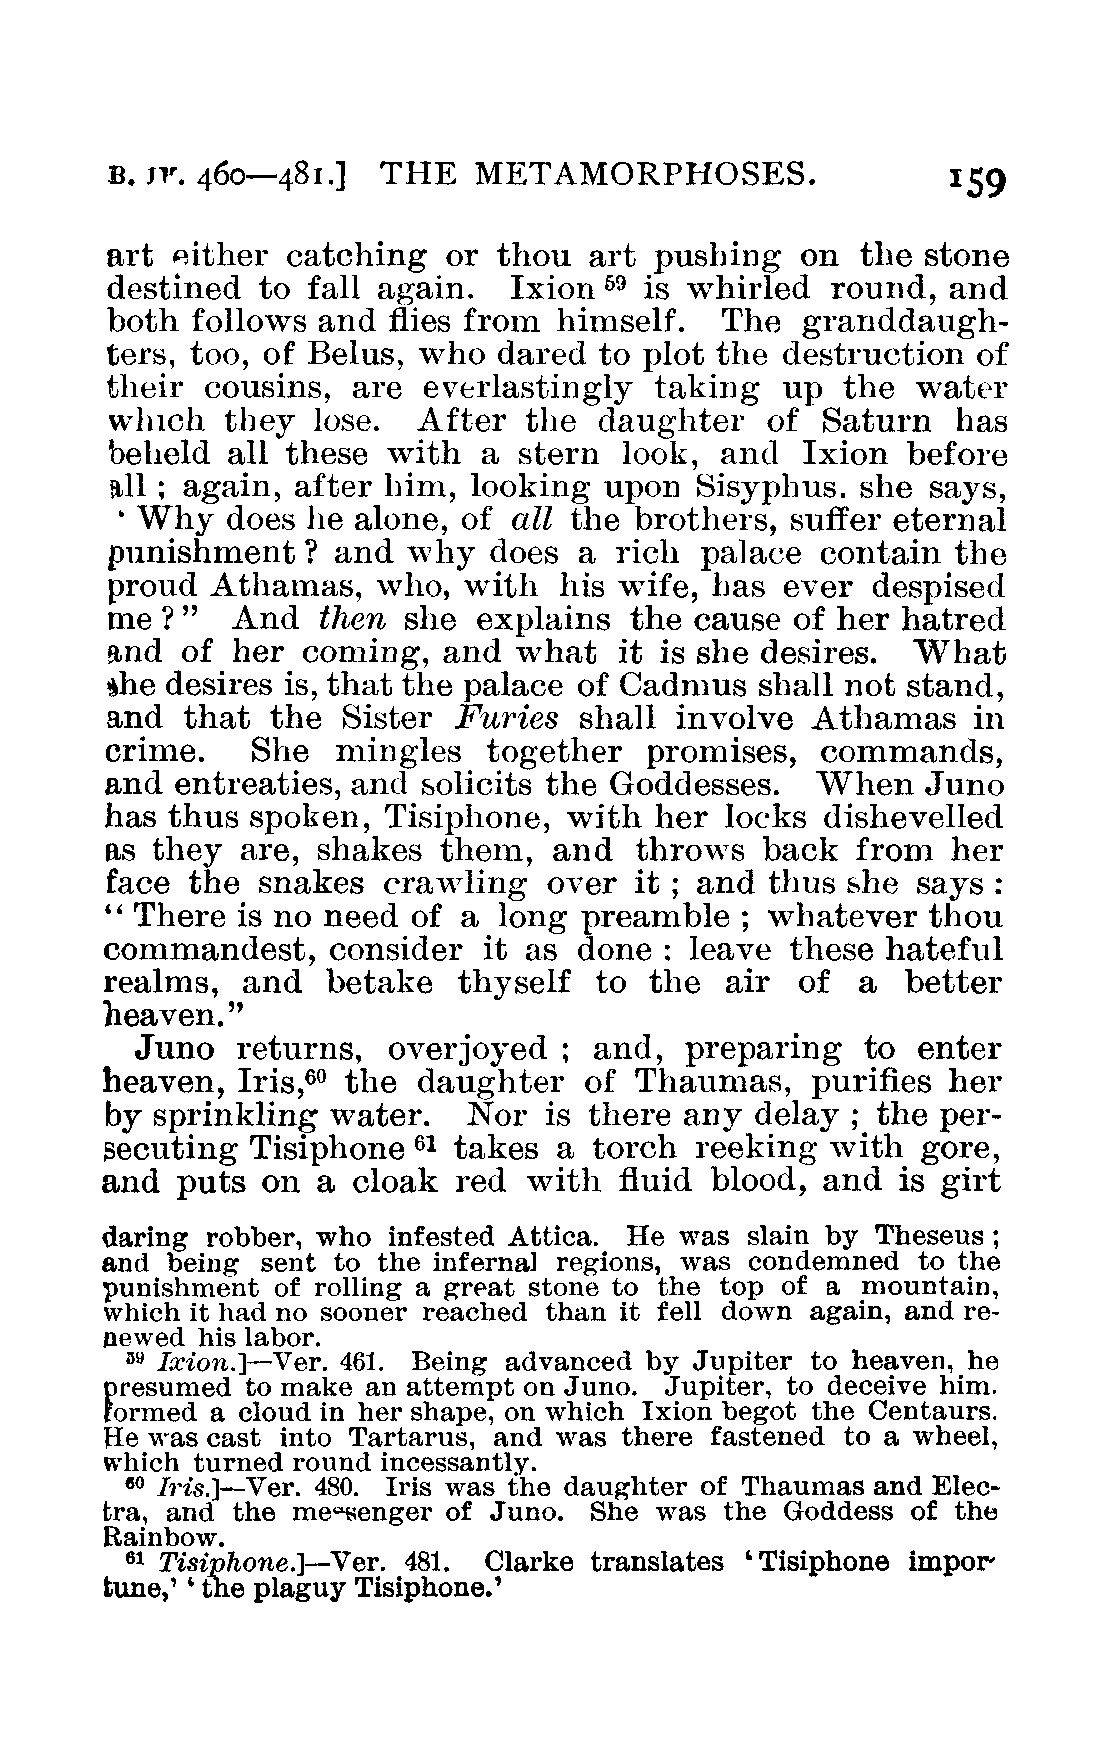 B. IV. 460—481.] THE METAMORPHOSES. 159
art either catching or thou art pushing on the stone
destined to fall again. Ixion 59 is whirled round, and
both follows and flies from himself. The granddaugh-
ters, too, of Belus, who dared to plot the destruction of
their cousins, are everlastingly taking up the water
which they lose. After the daughter of Saturn has
beheld all these with a stern look, and Ixion before
all ; again, after him, looking upon Sisyphus. she says,
‘ Why does he alone, of all the brothers, suffer eternal
punishment ? and why does a rich palace contain the
proud Athamas, who, with his wife, has ever despised
me ? ” And then she explains the cause of her hatred
and of her coming, and what it is she desires. What
she desires is, that the palace of Cadmus shall not stand,
and that the Sister Furies shall involve Athamas in
crime. She mingles together promises, commands,
and entreaties, and solicits the Goddesses. When Juno
has thus spoken, Tisiphone, with her locks dishevelled
as they are, shakes them, and throws back from her
face the snakes crawling over it ; and thus she says :
“ There is no need of a long preamble ; whatever thou
commandest, consider it as done : leave these hateful
realms, and betake thyself to the air of a better
heaven.”
Juno returns, overjoyed ; and, preparing to enter
heaven, Iris,60 the daughter of Thaumas, purifies her
by sprinkling water. Nor is there any delay ; the per-
secuting Tisiphone 61 takes a torch reeking with gore,
and puts on a cloak red with fluid blood, and is girt
daring robber, who infested Attica. He was slain by Theseus ;
and being sent to the infernal regions, was condemned to the
punishment of rolling a great stone to the top of a mountain,
which it had no sooner reached than it fell down again, and re-
newed his labor.
59 Ixion.]—Ver. 461. Being advanced by Jupiter to heaven, he
presumed to make an attempt on Juno. Jupiter, to deceive him.
formed a cloud in her shape, on which Ixion begot the Centaurs.
He was cast into Tartarus, and was there fastened to a wheel,
which turned round incessantly.
60 Iris.]—Ver. 480. Iris was the daughter of Thaumas and Elec-
tra, and the messenger of Juno. She was the Goddess of the
Rainbow.
61 Tisiphone.]—Ver. 481. Clarke translates ‘Tisiphone impor-
tune,’ ‘ the plaguy Tisiphone.’